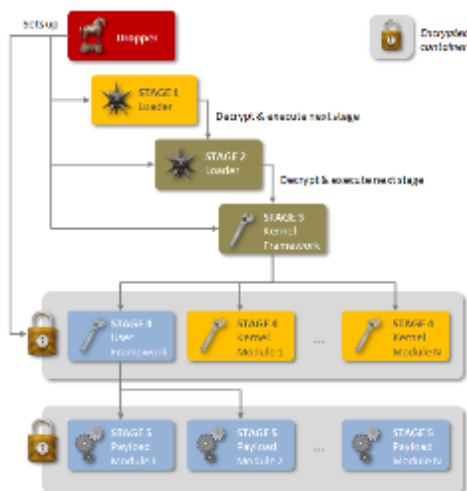 Sets up
Dropper
Encrypted
container
STAGE 1
Loader
Decrypt & execute next stage
STAGE 2
Loader
Decrypt & execute next stage
STAGE 3
Kernel
Framework
STAGE 4
User
Framework
STAGE 4
Kernel
Module 1
...
STAGE 4
Kernel
Module N
STAGE 5
Payload
Module 1
STAGE 5
Payload
Module 2
...
STAGE 5
Payload
Module N